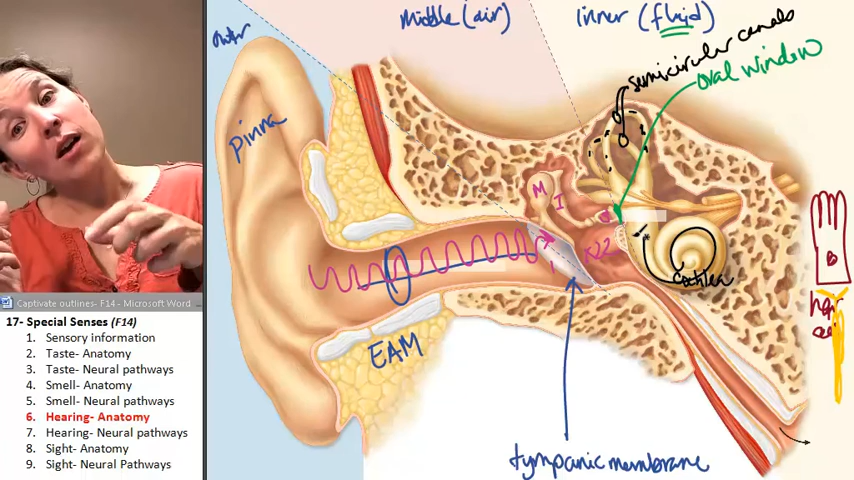 outer
middle (air)
inner (fluid)
semicircular canals
oval window
pinna
M
I
cochlea
hair
EAM
tympanic membrane
Captivate outlines- F14 - Microsoft Word
17- Special Senses (F14)
1. Sensory information
2. Taste- Anatomy
3. Taste- Neural pathways
4. Smell- Anatomy
5. Smell- Neural pathways
6. Hearing- Anatomy
7. Hearing- Neural pathways
8. Sight- Anatomy
9. Sight- Neural Pathways